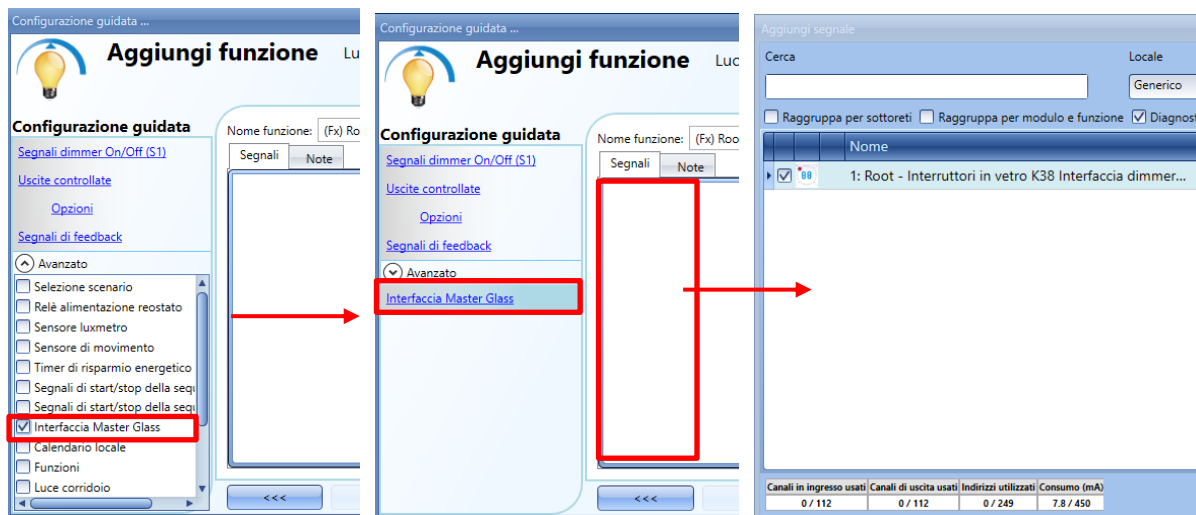 Configurazione guidata ...
Aggiungi funzione Lu
Configurazione guidata
Segnali dimmer On/Off (S1)
Uscite controllate
Opzioni
Segnali di feedback
Avanzato
Selezione scenario
Relè alimentazione reostato
Sensore luxmetro
Sensore di movimento
Timer di risparmio energetico
Segnali di start/stop della sequ
Segnali di start/stop della sequ
Interfaccia Master Glass
Calendario locale
Funzioni
Luce corridoio
Nome funzione: (Fx) Ro
Segnali Note
<<<
Configurazione guidata ...
Aggiungi funzione Luc
Configurazione guidata
Segnali dimmer On/Off (S1)
Uscite controllate
Opzioni
Segnali di feedback
Avanzato
Interfaccia Master Glass
Nome funzione: (Fx) Roo
Segnali Note
<<<
Aggiungi segnale
Cerca Locale
Generico
Raggruppa per sottoreti Raggruppa per modulo e funzione Diagnost
Nome
1: Root - Interruttori in vetro K38 Interfaccia dimmer...
Canali in ingresso usati Canali di uscita usati Indirizzi utilizzati Consumo (mA)
0 / 112 0 / 112 0 / 249 7.8 / 450